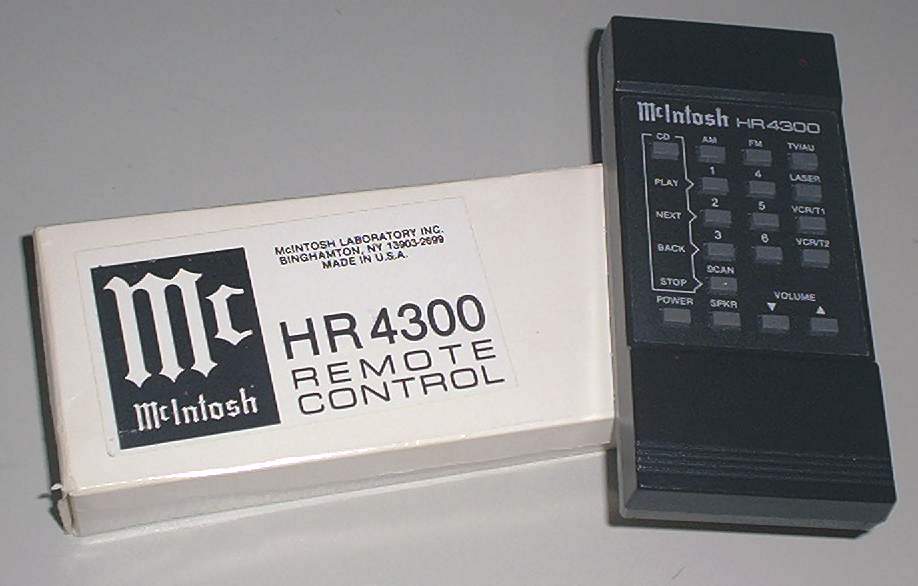 McINTOSH LABORATORY INC.
BINGHAMTON, NY 13903-2699
MADE IN U.S.A.
Mc
McIntosh
HR4300
REMOTE
CONTROL
McIntosh HR4300
CD AM FM TV/AU
1 4 LASER
PLAY
2 5 VCR/T1
NEXT
3 6 VCR/T2
BACK
SCAN
STOP
POWER SPKR VOLUME
▼ ▲